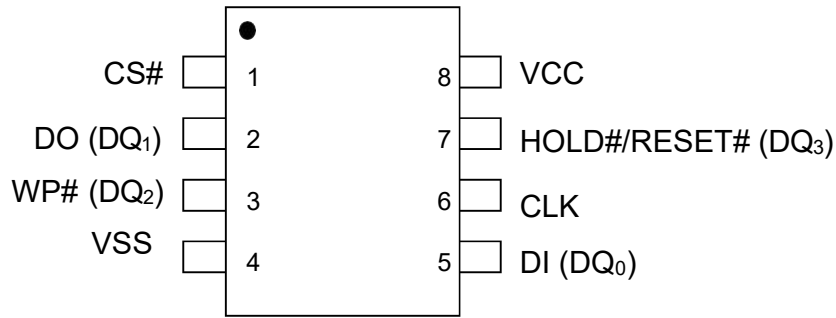 CS# 1 8 VCC
DO (DQ₁) 2 7 HOLD#/RESET# (DQ₃)
WP# (DQ₂) 3 6 CLK
VSS 4 5 DI (DQ₀)